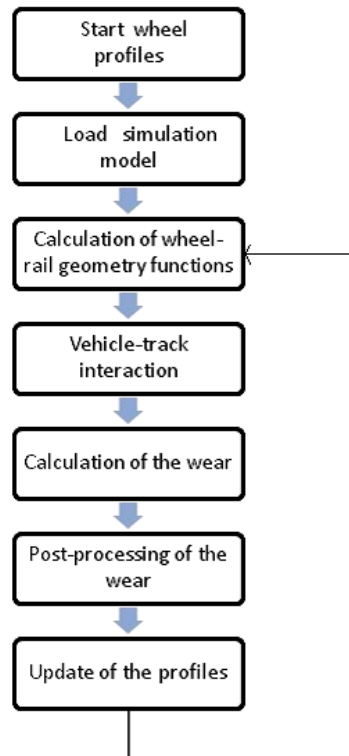 Start wheel
profiles
Load simulation
model
Calculation of wheel-
rail geometry functions
Vehicle-track
interaction
Calculation of the wear
Post-processing of the
wear
Update of the profiles